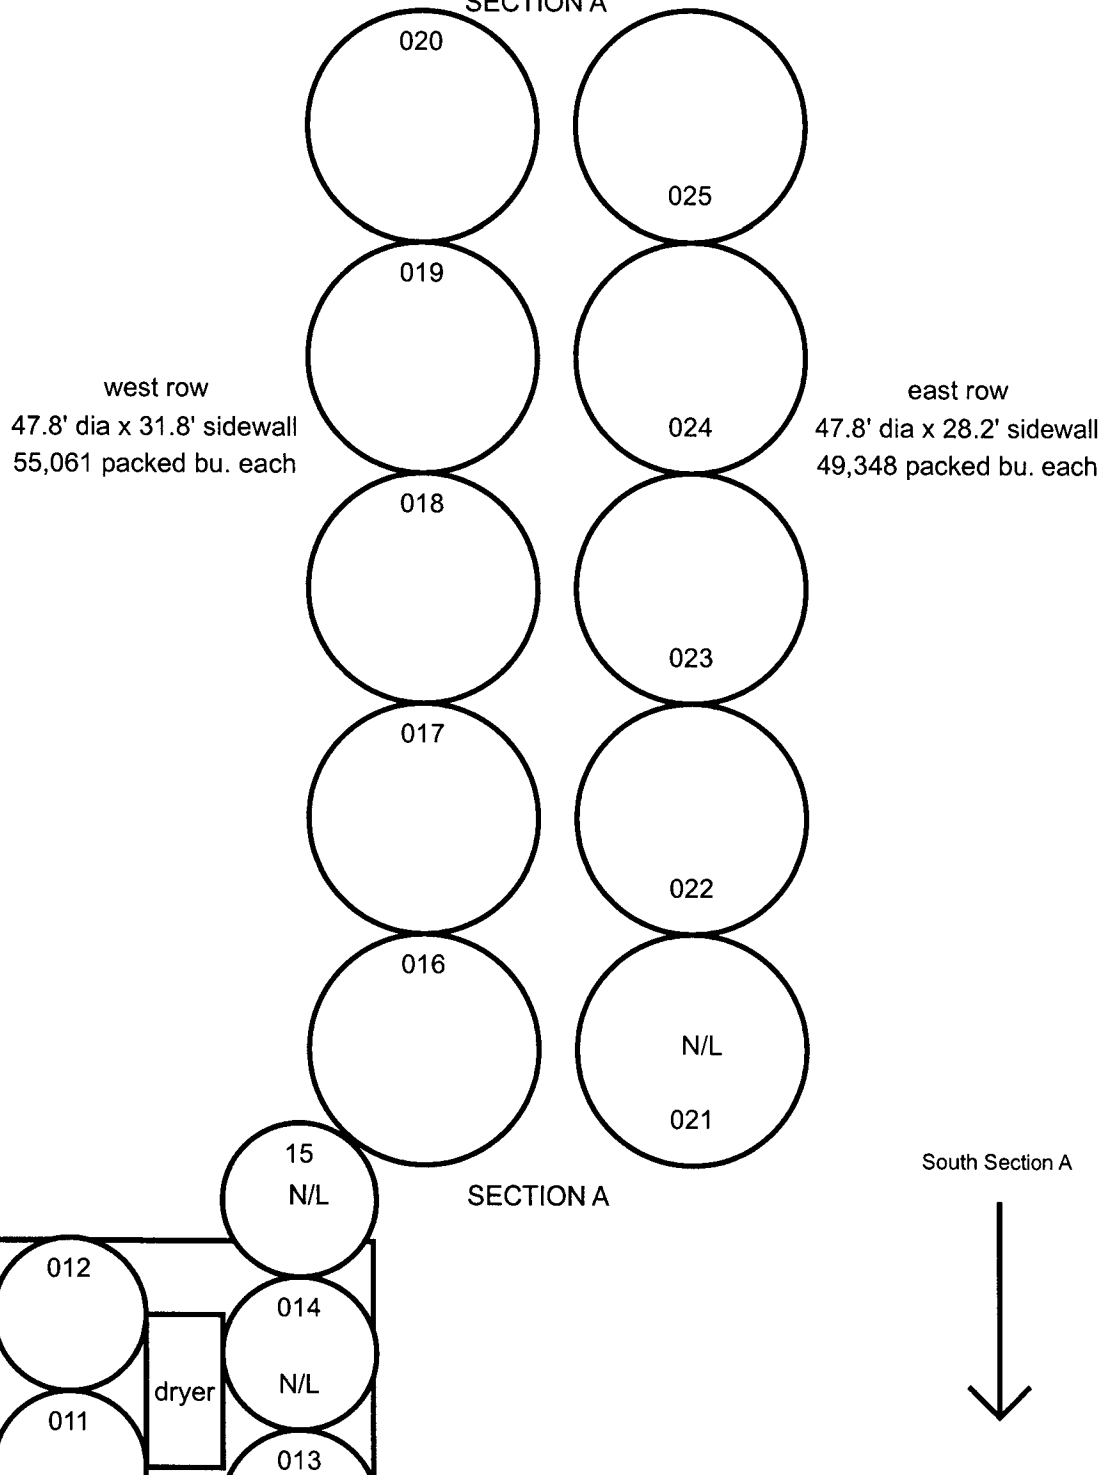 SECTION A
020
025
019
024
west row
47.8' dia x 31.8' sidewall
55,061 packed bu. each
east row
47.8' dia x 28.2' sidewall
49,348 packed bu. each
018
023
017
022
016
N/L
021
15
N/L
SECTION A
South Section A
012
014
N/L
dryer
011
013